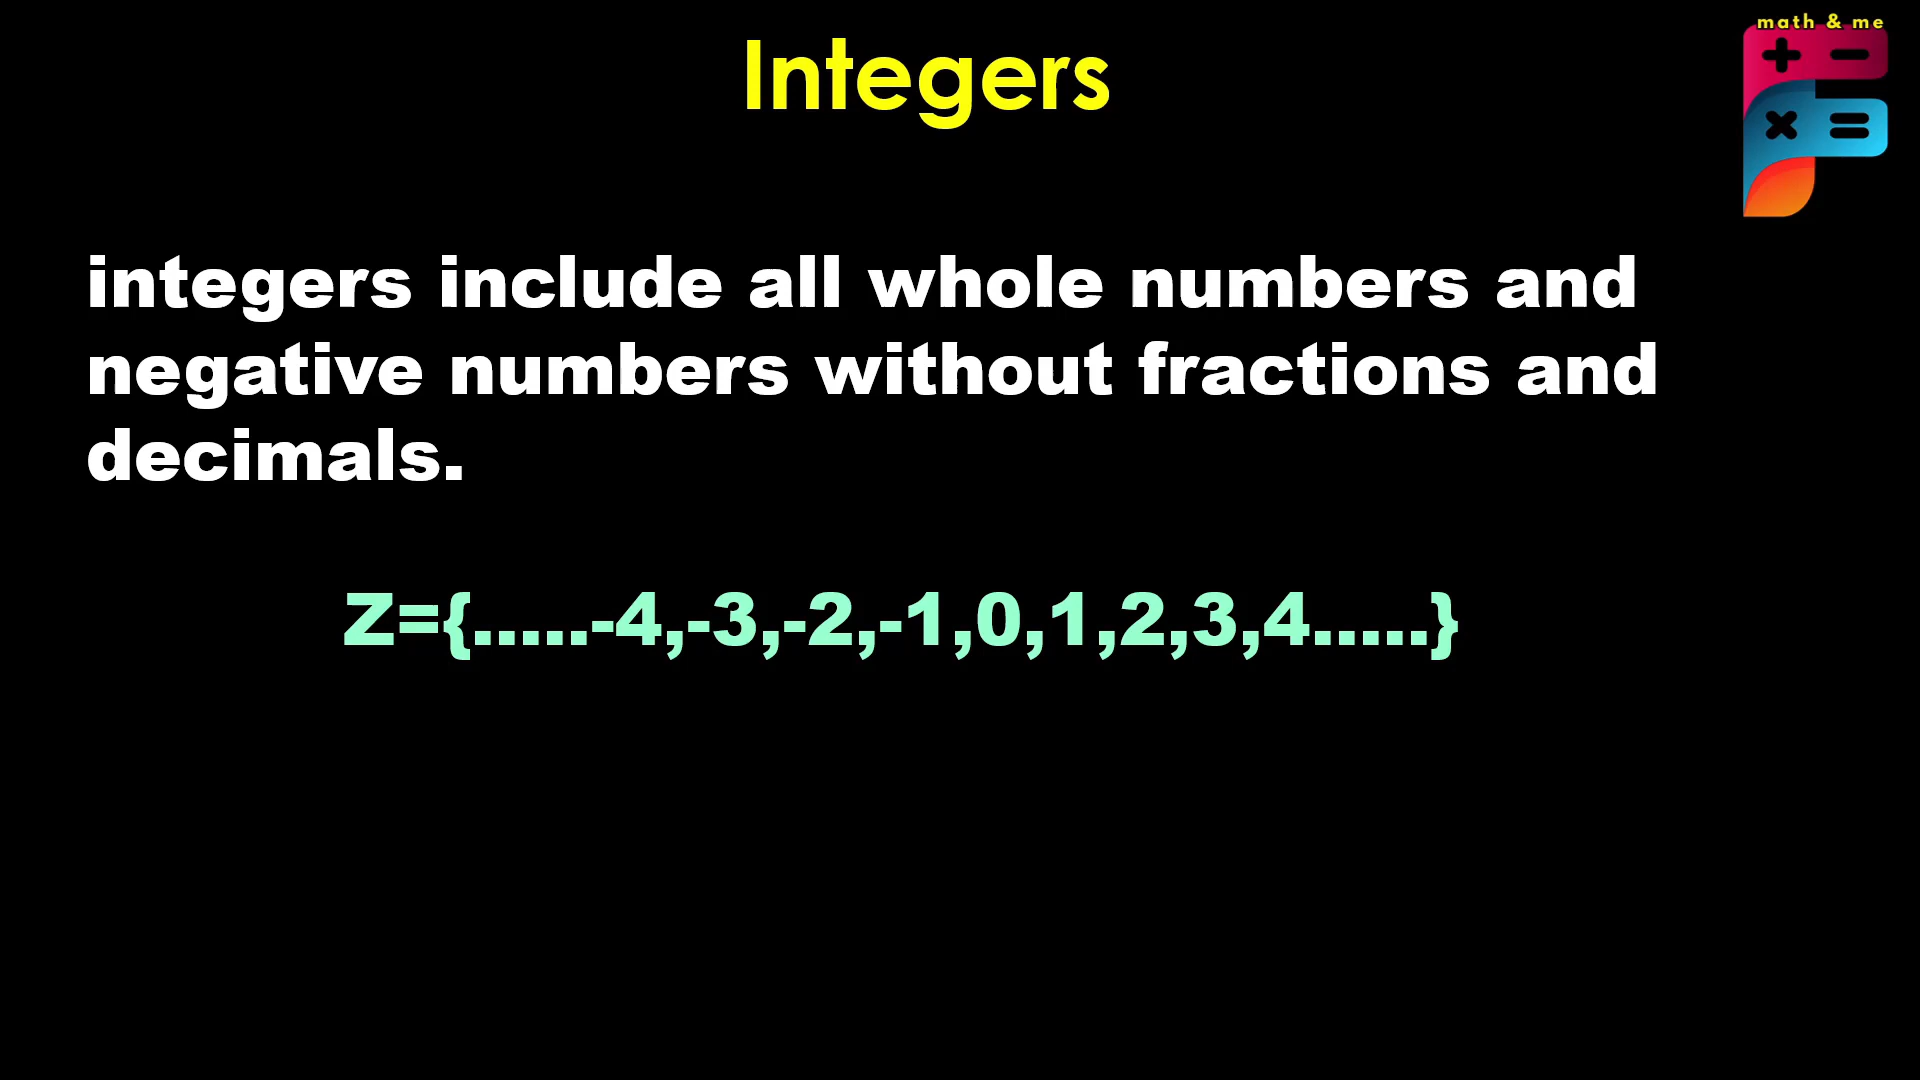 math & me
Integers
integers include all whole numbers and
negative numbers without fractions and
decimals.
Z={.....-4,-3,-2,-1,0,1,2,3,4.....}